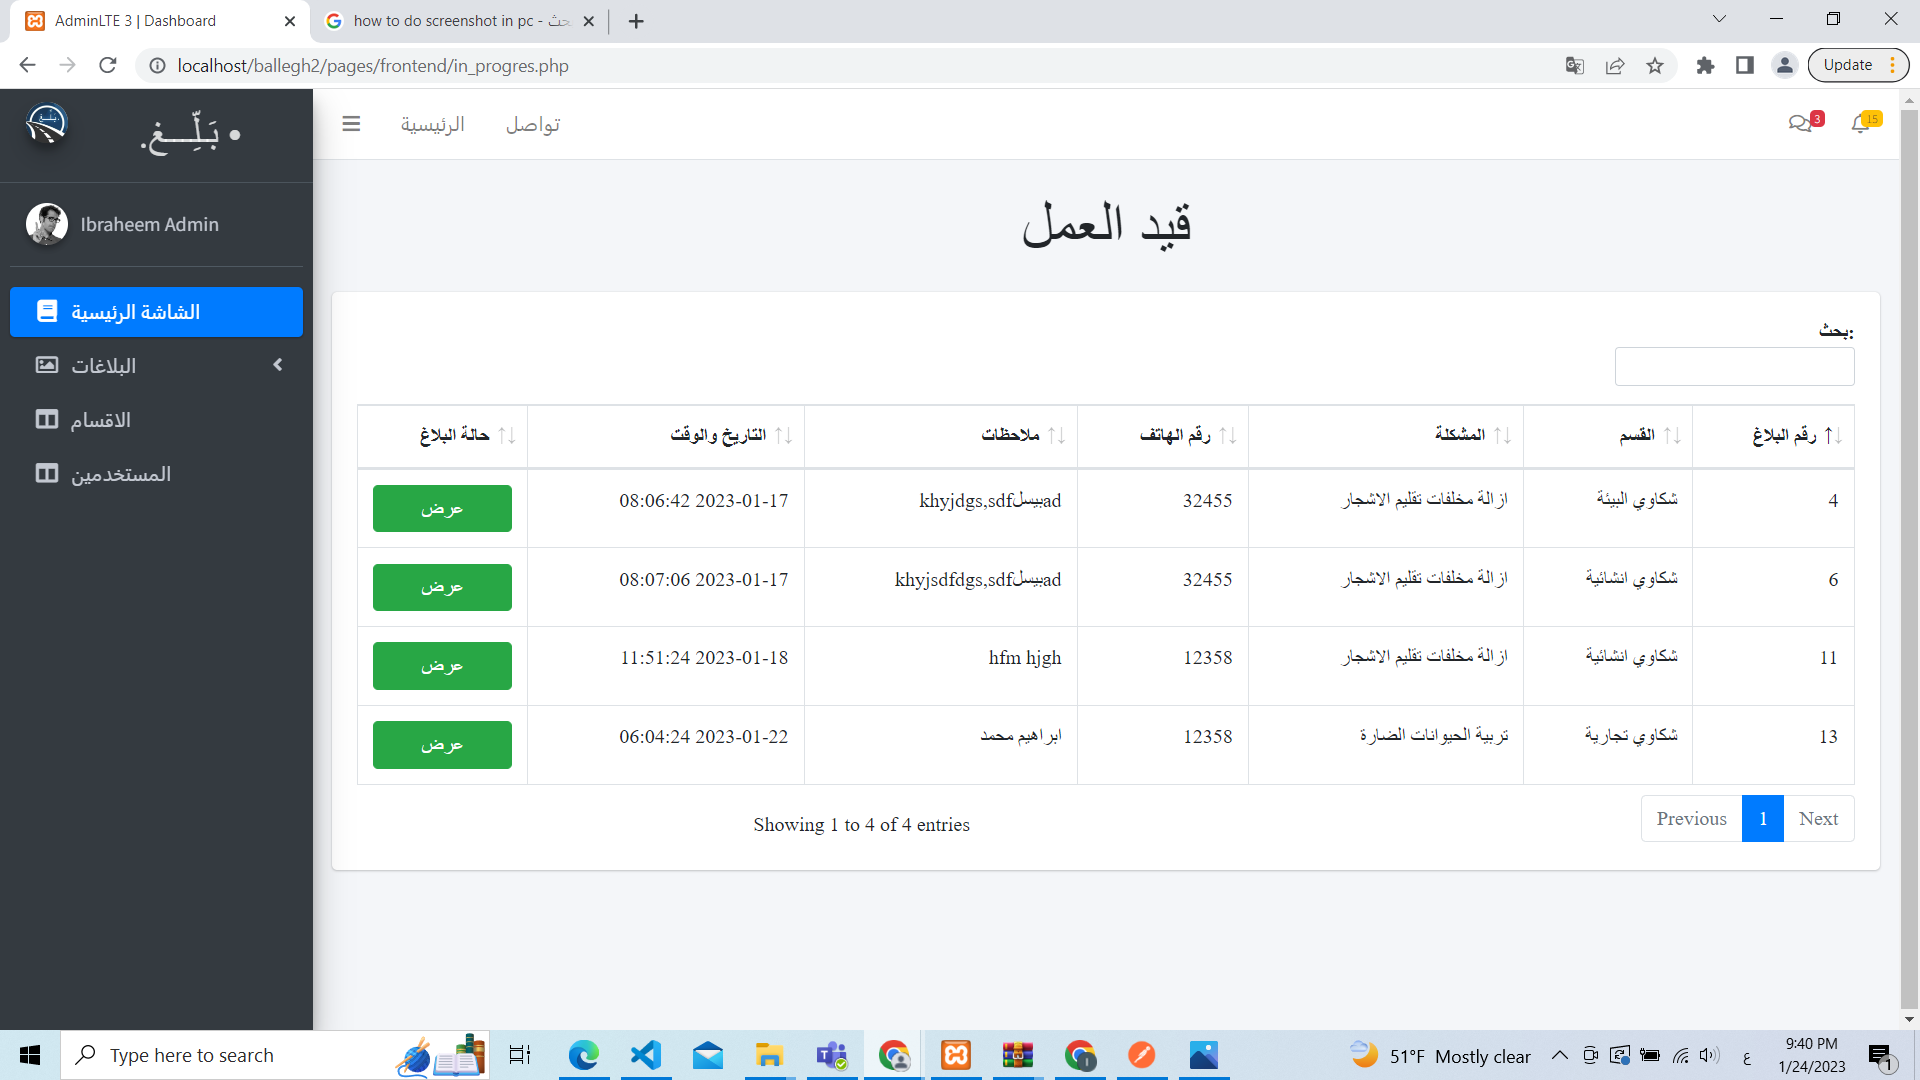 AdminLTE 3 | Dashboard
how to do screenshot in pc - بحث
localhost/ballegh2/pages/frontend/in_progres.php
Update
• بَلِّـــغ.
الرئيسية
تواصل
3
15
Ibraheem Admin
الشاشة الرئيسية
البلاغات
الاقسام
المستخدمين
قيد العمل
بحث:
رقم البلاغ
القسم
المشكلة
رقم الهاتف
ملاحظات
التاريخ والوقت
حالة البلاغ
4
شكاوي البيئة
ازالة مخلفات تقليم الاشجار
32455
khyjdgs,sdfبيسلad
08:06:42 2023-01-17
عرض
6
شكاوي انشائية
ازالة مخلفات تقليم الاشجار
32455
khyjsdfdgs,sdfبيسلad
08:07:06 2023-01-17
عرض
11
شكاوي انشائية
ازالة مخلفات تقليم الاشجار
12358
hfm hjgh
11:51:24 2023-01-18
عرض
13
شكاوي تجارية
تربية الحيوانات الضارة
12358
ابراهيم محمد
06:04:24 2023-01-22
عرض
Showing 1 to 4 of 4 entries
Previous
1
Next
Type here to search
51°F Mostly clear
ع
9:40 PM
1/24/2023
1